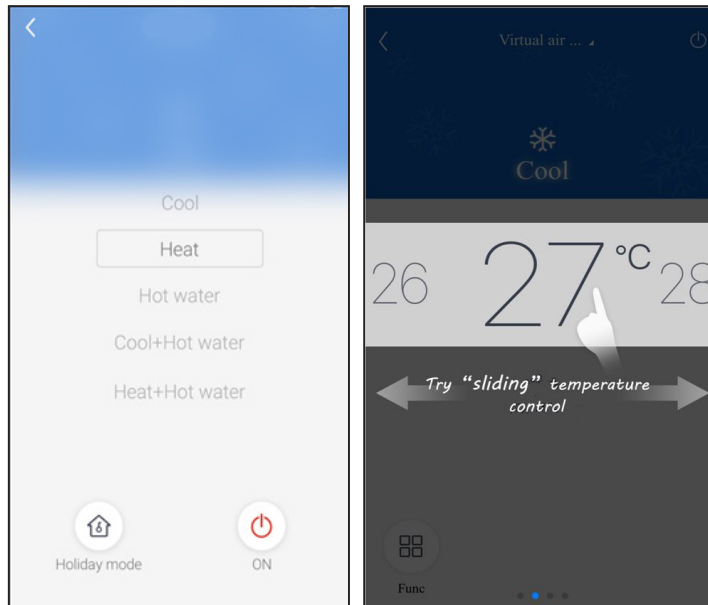 Cool
Heat
Hot water
Cool+Hot water
Heat+Hot water
Holiday mode
ON
Virtual air ...
Cool
26 27°C 28
Try “sliding” temperature
control
Func